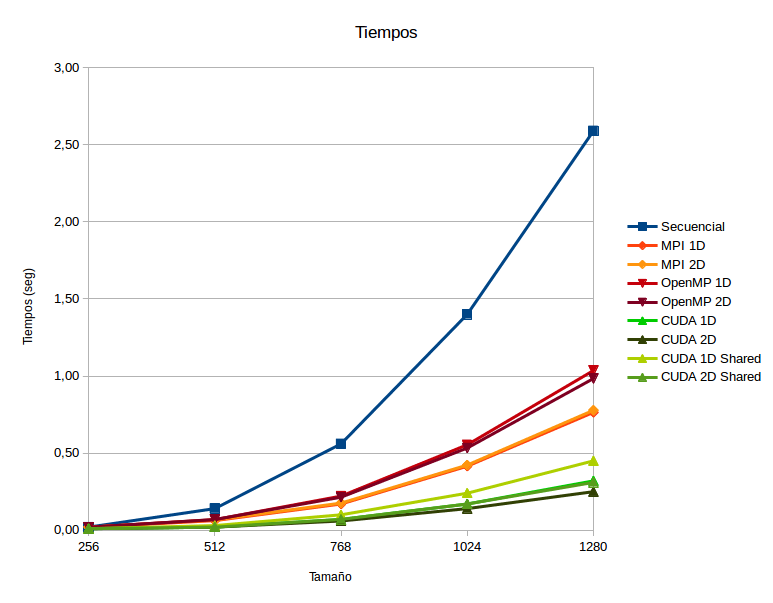 Tiempos
3,00
2,50
2,00
1,50
1,00
0,50
0,00
256 512 768 1024 1280
Tiempos (seg)
Tamaño
Secuencial
MPI 1D
MPI 2D
OpenMP 1D
OpenMP 2D
CUDA 1D
CUDA 2D
CUDA 1D Shared
CUDA 2D Shared